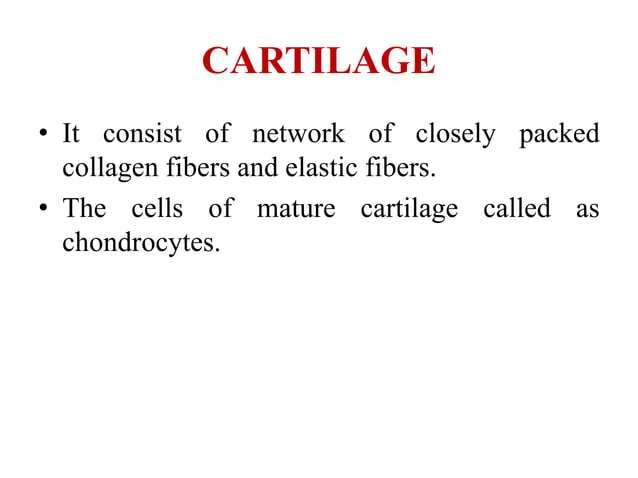 CARTILAGE
• It consist of network of closely packed
collagen fibers and elastic fibers.
• The cells of mature cartilage called as
chondrocytes.